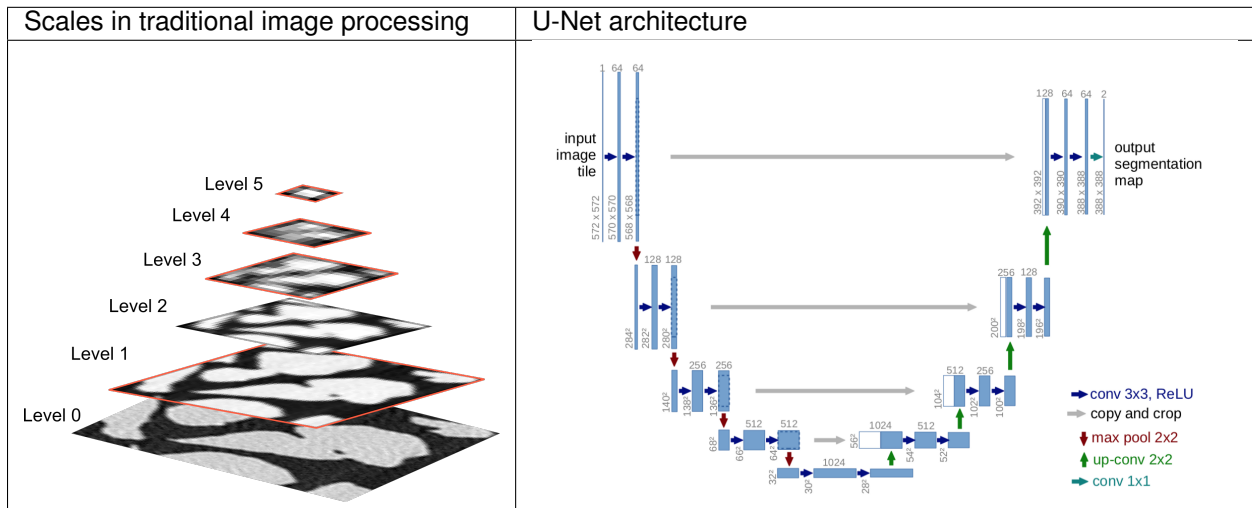 Scales in traditional image processing
U-Net architecture
Level 5
Level 4
Level 3
Level 2
Level 1
Level 0
1 64 64
input
image
tile
572 x 572
570 x 570
568 x 568
128 64 64 2
output
segmentation
map
392 x 392
390 x 390
388 x 388
388 x 388
128 128
284²
282²
280²
256 128
200²
198²
196²
256 256
140²
138²
136²
512 256
104²
102²
100²
512 512
68²
66²
64²
1024 512
56²
54²
52²
1024
32²
30²
28²
conv 3x3, ReLU
copy and crop
max pool 2x2
up-conv 2x2
conv 1x1